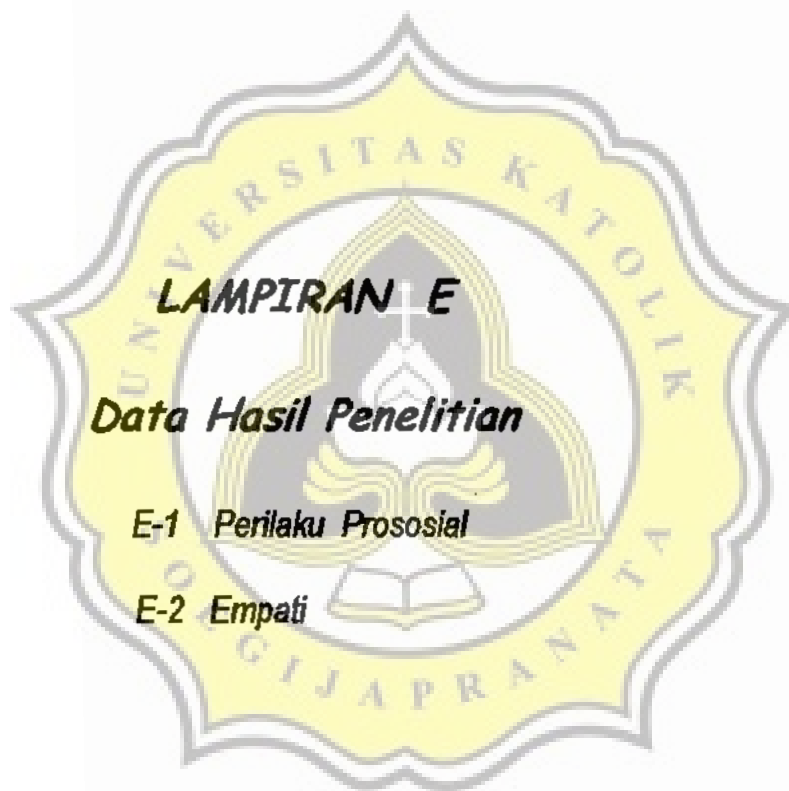 UNIVERSITAS KATOLIK
LAMPIRAN E
Data Hasil Penelitian
E-1 Perilaku Prososial
E-2 Empati
SOEGIJAPRANATA